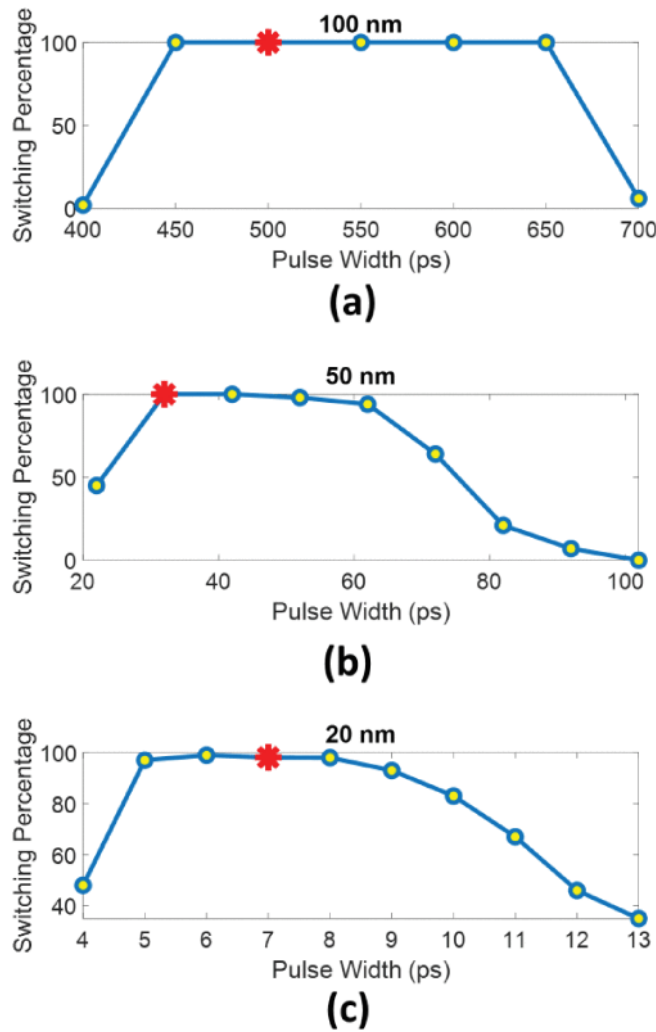 100 nm
Switching Percentage
100
50
0
400 450 500 550 600 650 700
Pulse Width (ps)
(a)
50 nm
Switching Percentage
100
50
0
20 40 60 80 100
Pulse Width (ps)
(b)
20 nm
Switching Percentage
100
80
60
40
4 5 6 7 8 9 10 11 12 13
Pulse Width (ps)
(c)